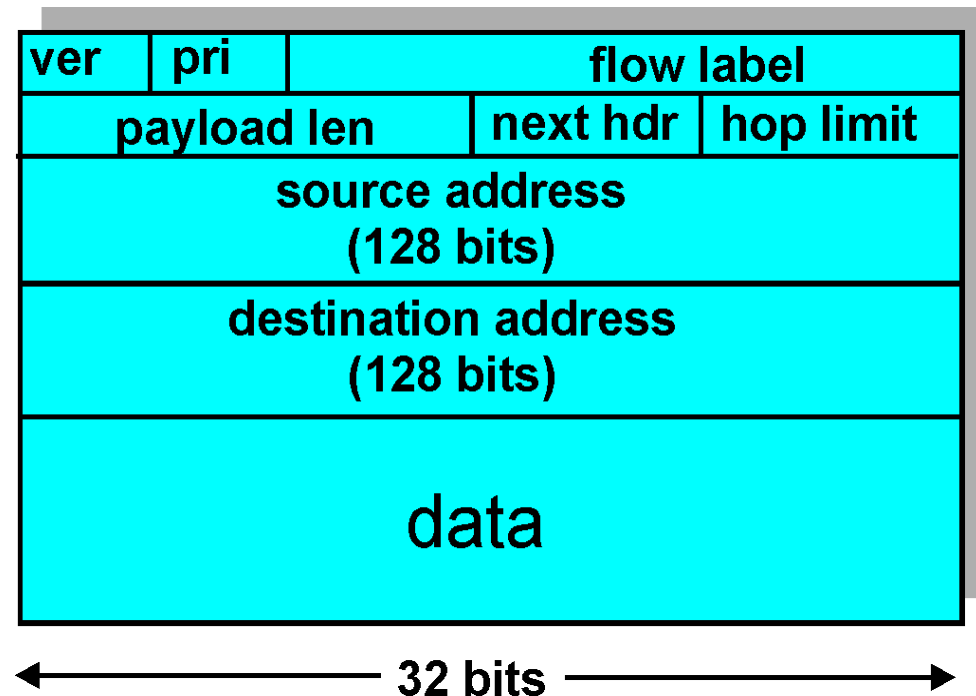 ver pri flow label
payload len next hdr hop limit
source address
(128 bits)
destination address
(128 bits)
data
32 bits